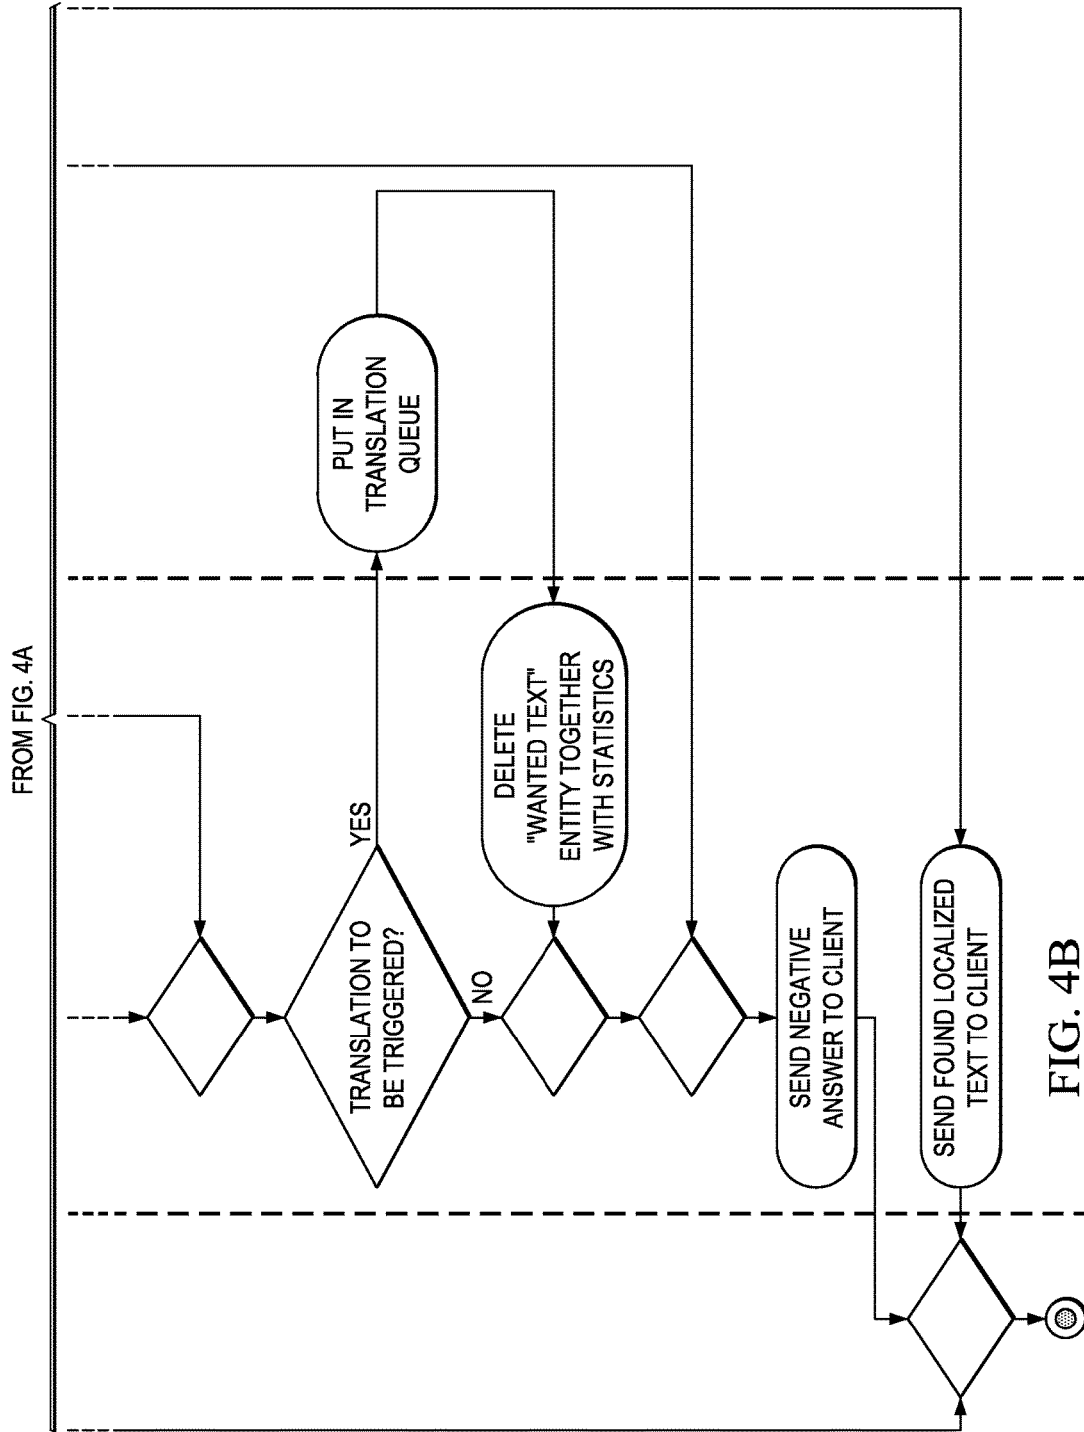 FROM FIG. 4A
TRANSLATION TO
BE TRIGGERED?
YES
NO
PUT IN
TRANSLATION
QUEUE
DELETE
"WANTED TEXT"
ENTITY TOGETHER
WITH STATISTICS
SEND NEGATIVE
ANSWER TO CLIENT
SEND FOUND LOCALIZED
TEXT TO CLIENT
FIG. 4B